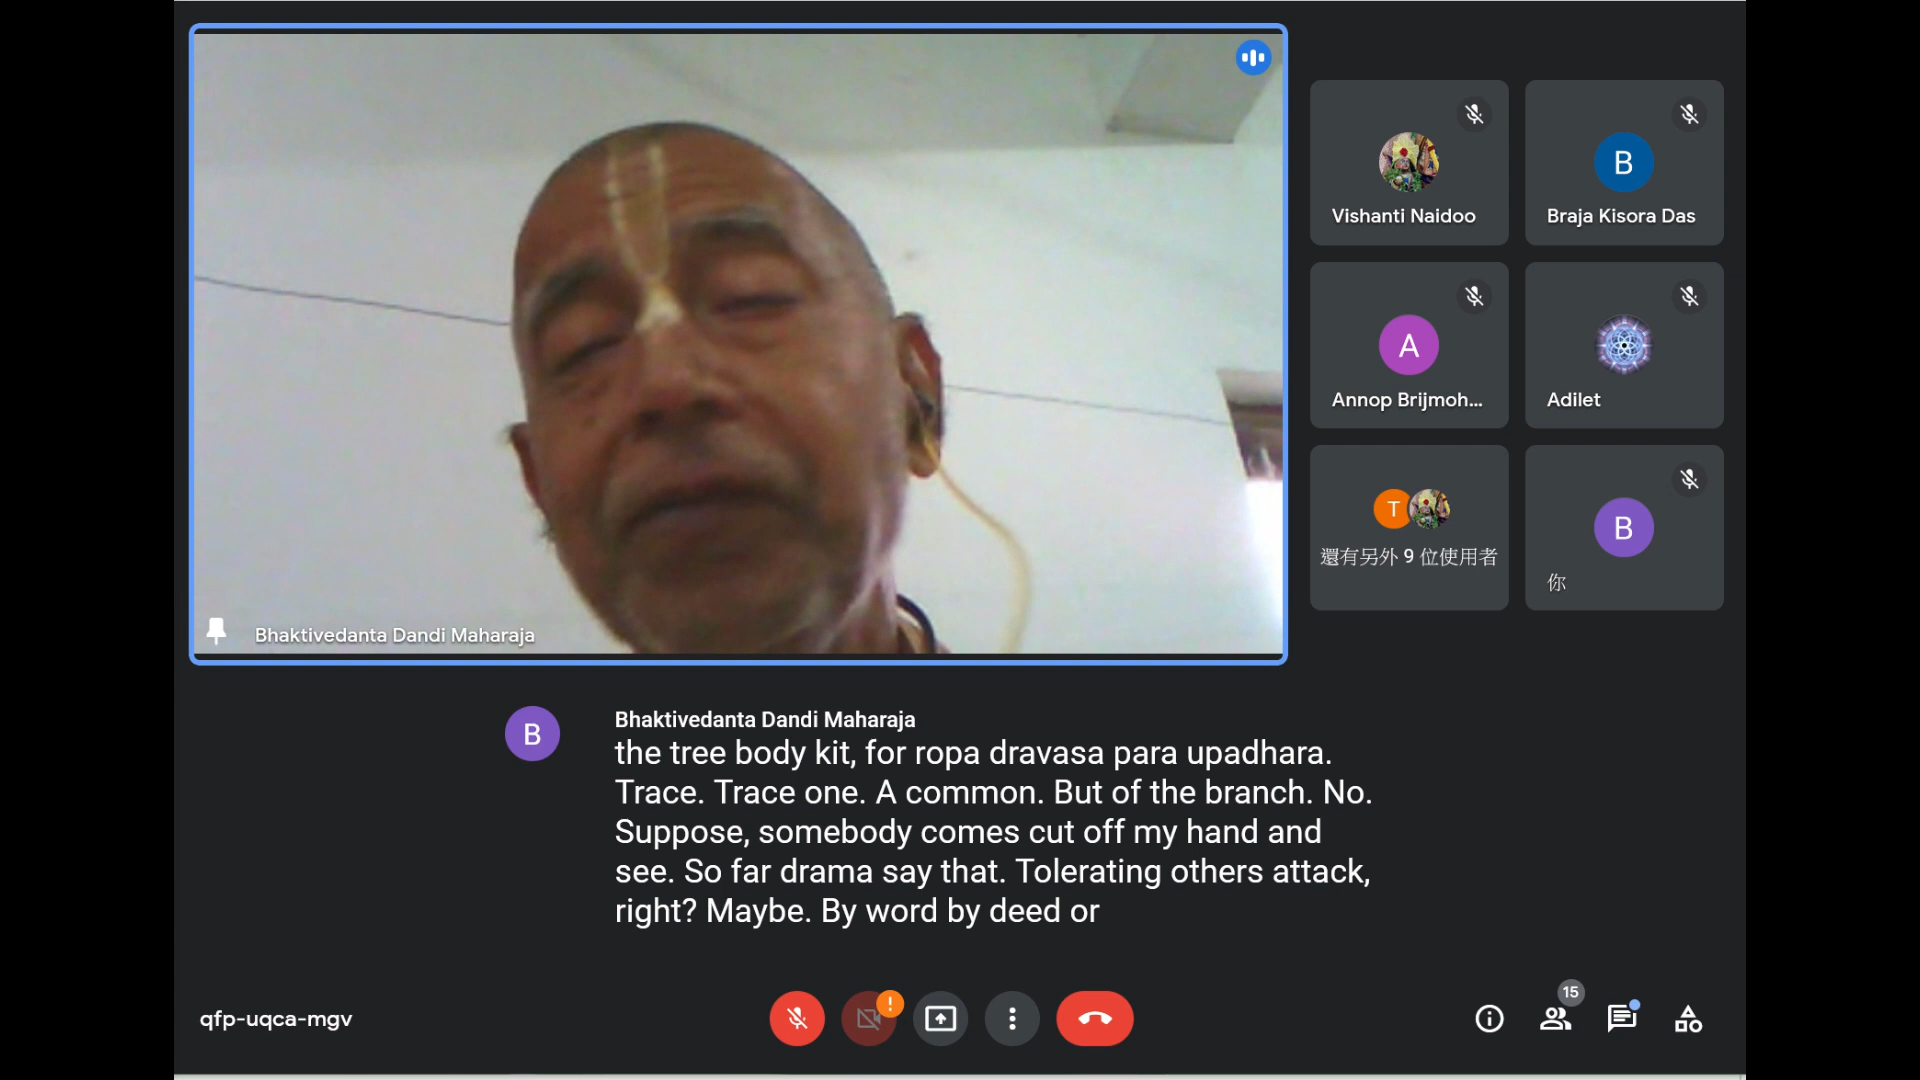 Bhaktivedanta Dandi Maharaja
B
Vishanti Naidoo
Braja Kisora Das
A
Annop Brijmoh...
Adilet
T
還有另外 9 位使用者
B
你
B
Bhaktivedanta Dandi Maharaja
the tree body kit, for ropa dravasa para upadhara.
Trace. Trace one. A common. But of the branch. No.
Suppose, somebody comes cut off my hand and
see. So far drama say that. Tolerating others attack,
right? Maybe. By word by deed or
qfp-uqca-mgv
!
15